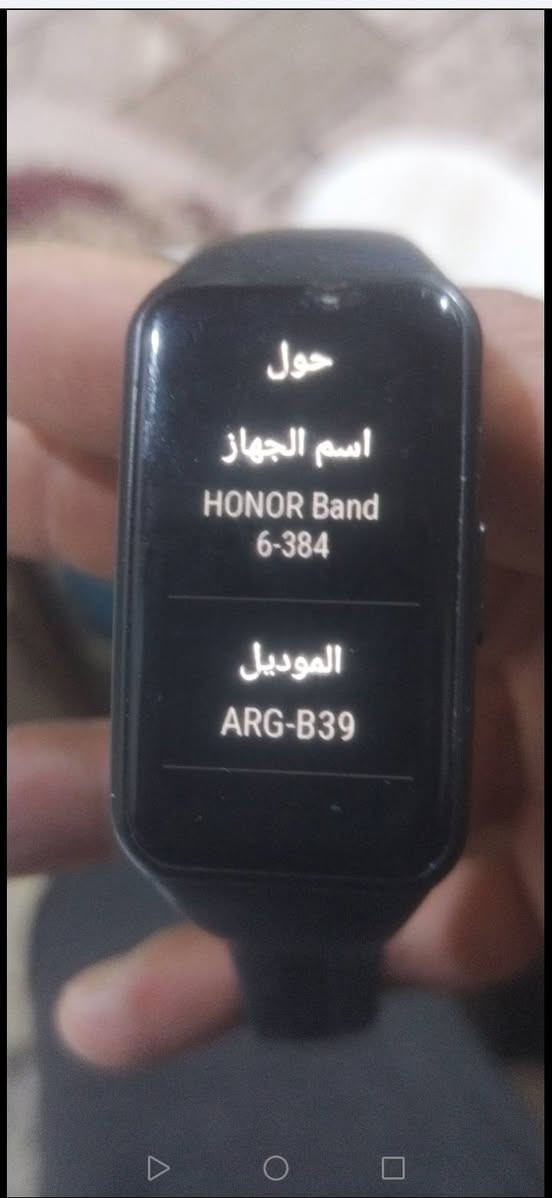 حول
اسم الجهاز
HONOR Band
6-384
الموديل
ARG-B39